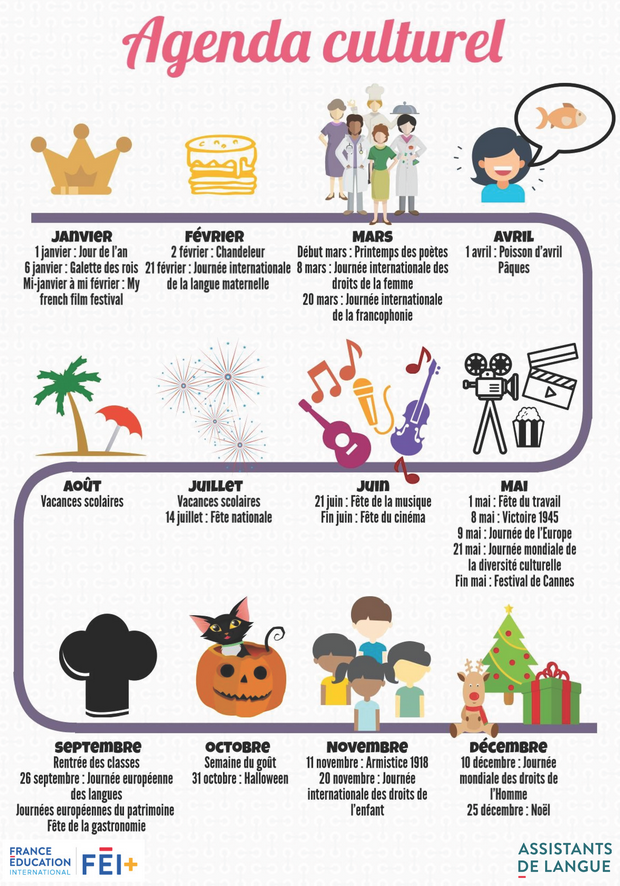 Agenda culturel
JANVIER
1 janvier : Jour de l'an
6 janvier : Galette des rois
Mi-janvier à mi février : My
french film festival
FÉVRIER
2 février : Chandeleur
21 février : Journée internationale
de la langue maternelle
MARS
Début mars : Printemps des poètes
8 mars : Journée internationale des
droits de la femme
20 mars : Journée internationale
de la francophonie
AVRIL
1 avril : Poisson d'avril
Pâques
AOÛT
Vacances scolaires
JUILLET
Vacances scolaires
14 juillet : Fête nationale
JUIN
21 juin : Fête de la musique
Fin juin : Fête du cinéma
MAI
1 mai : Fête du travail
8 mai : Victoire 1945
9 mai : Journée de l'Europe
21 mai : Journée mondiale de
la diversité culturelle
Fin mai : Festival de Cannes
SEPTEMBRE
Rentrée des classes
26 septembre : Journée européenne
des langues
Journées européennes du patrimoine
Fête de la gastronomie
OCTOBRE
Semaine du goût
31 octobre : Halloween
NOVEMBRE
11 novembre : Armistice 1918
20 novembre : Journée
internationale des droits de
l'enfant
DÉCEMBRE
10 décembre : Journée
mondiale des droits de
l'Homme
25 décembre : Noël
FRANCE
ÉDUCATION
INTERNATIONAL
FEI+
ASSISTANTS
DE LANGUE